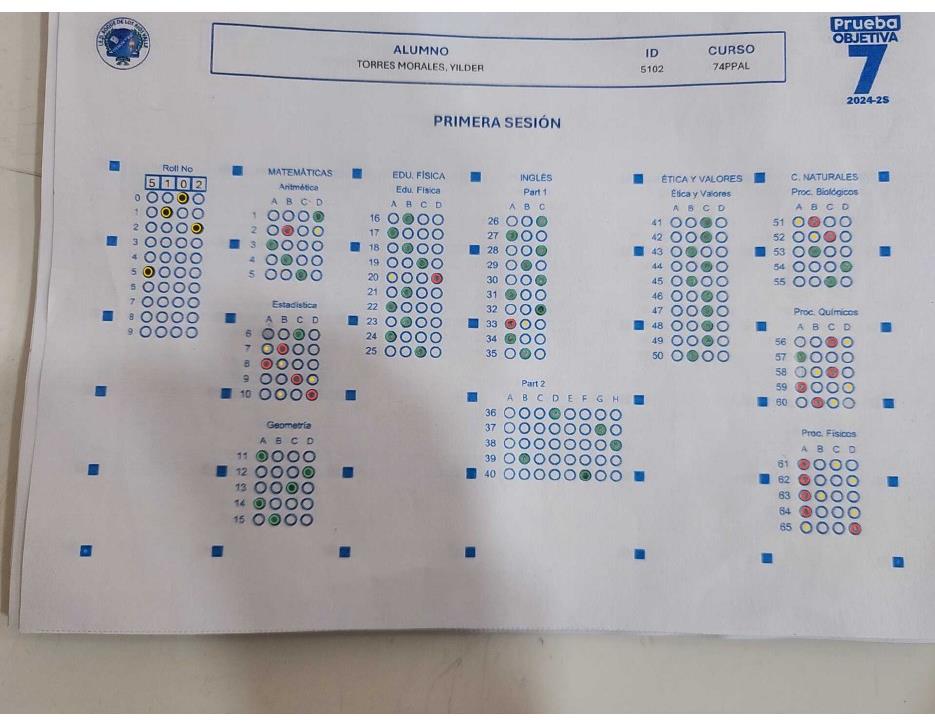 I.E.D. ROQUE DE LOS RIOS VALLE
Prueba
OBJETIVA
7
2024-25
ALUMNO ID CURSO
TORRES MORALES, YILDER 5102 74PPAL
PRIMERA SESIÓN
Roll No
5 1 0 2
0
1
2
3
4
5
6
7
8
9
MATEMÁTICAS
Aritmética
A B C D
1
2
3
4
5
Estadística
A B C D
6
7
8
9
10
Geometría
A B C D
11
12
13
14
15
EDU. FÍSICA
Edu. Física
A B C D
16
17
18
19
20
21
22
23
24
25
INGLÉS
Part 1
A B C
26
27
28
29
30
31
32
33
34
35
Part 2
A B C D E F G H
36
37
38
39
40
ÉTICA Y VALORES
Ética y Valores
A B C D
41
42
43
44
45
46
47
48
49
50
C. NATURALES
Proc. Biológicos
A B C D
51
52
53
54
55
Proc. Químicos
A B C D
56
57
58
59
60
Proc. Físicos
A B C D
61
62
63
64
65